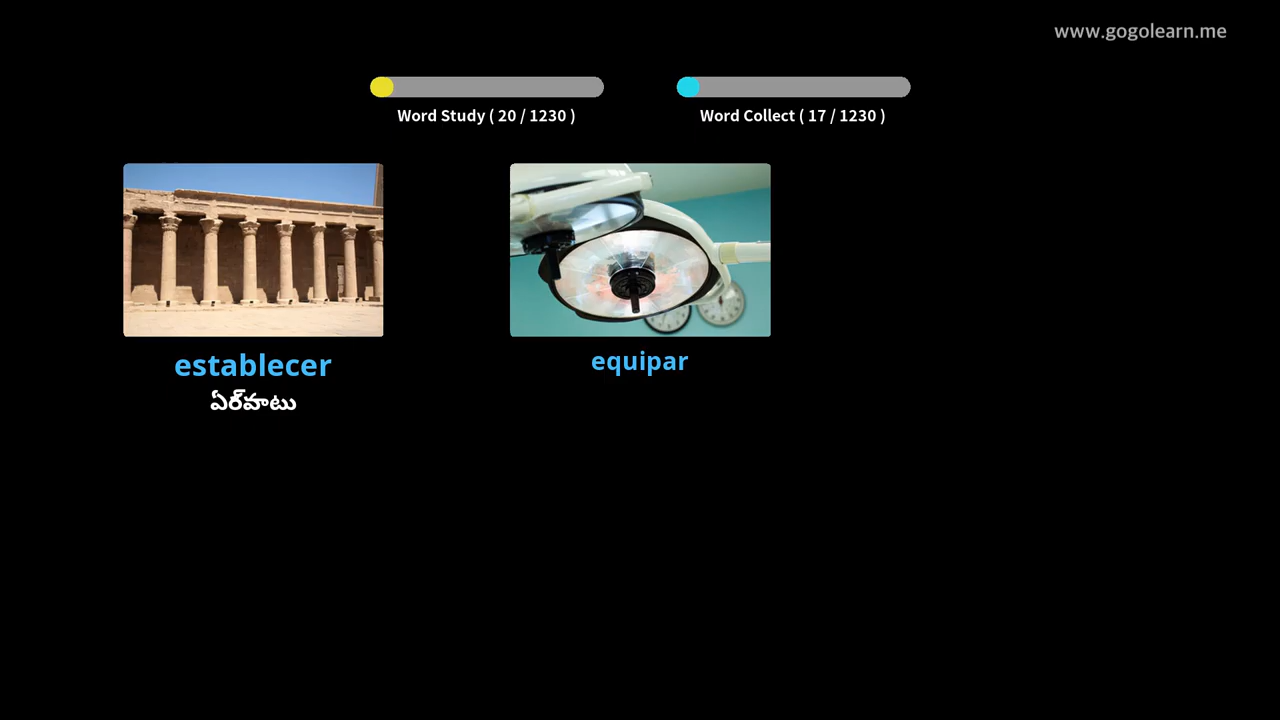 www.gogolearn.me
Word Study ( 20 / 1230 )
Word Collect ( 17 / 1230 )
establecer
ఏర్పాటు
equipar